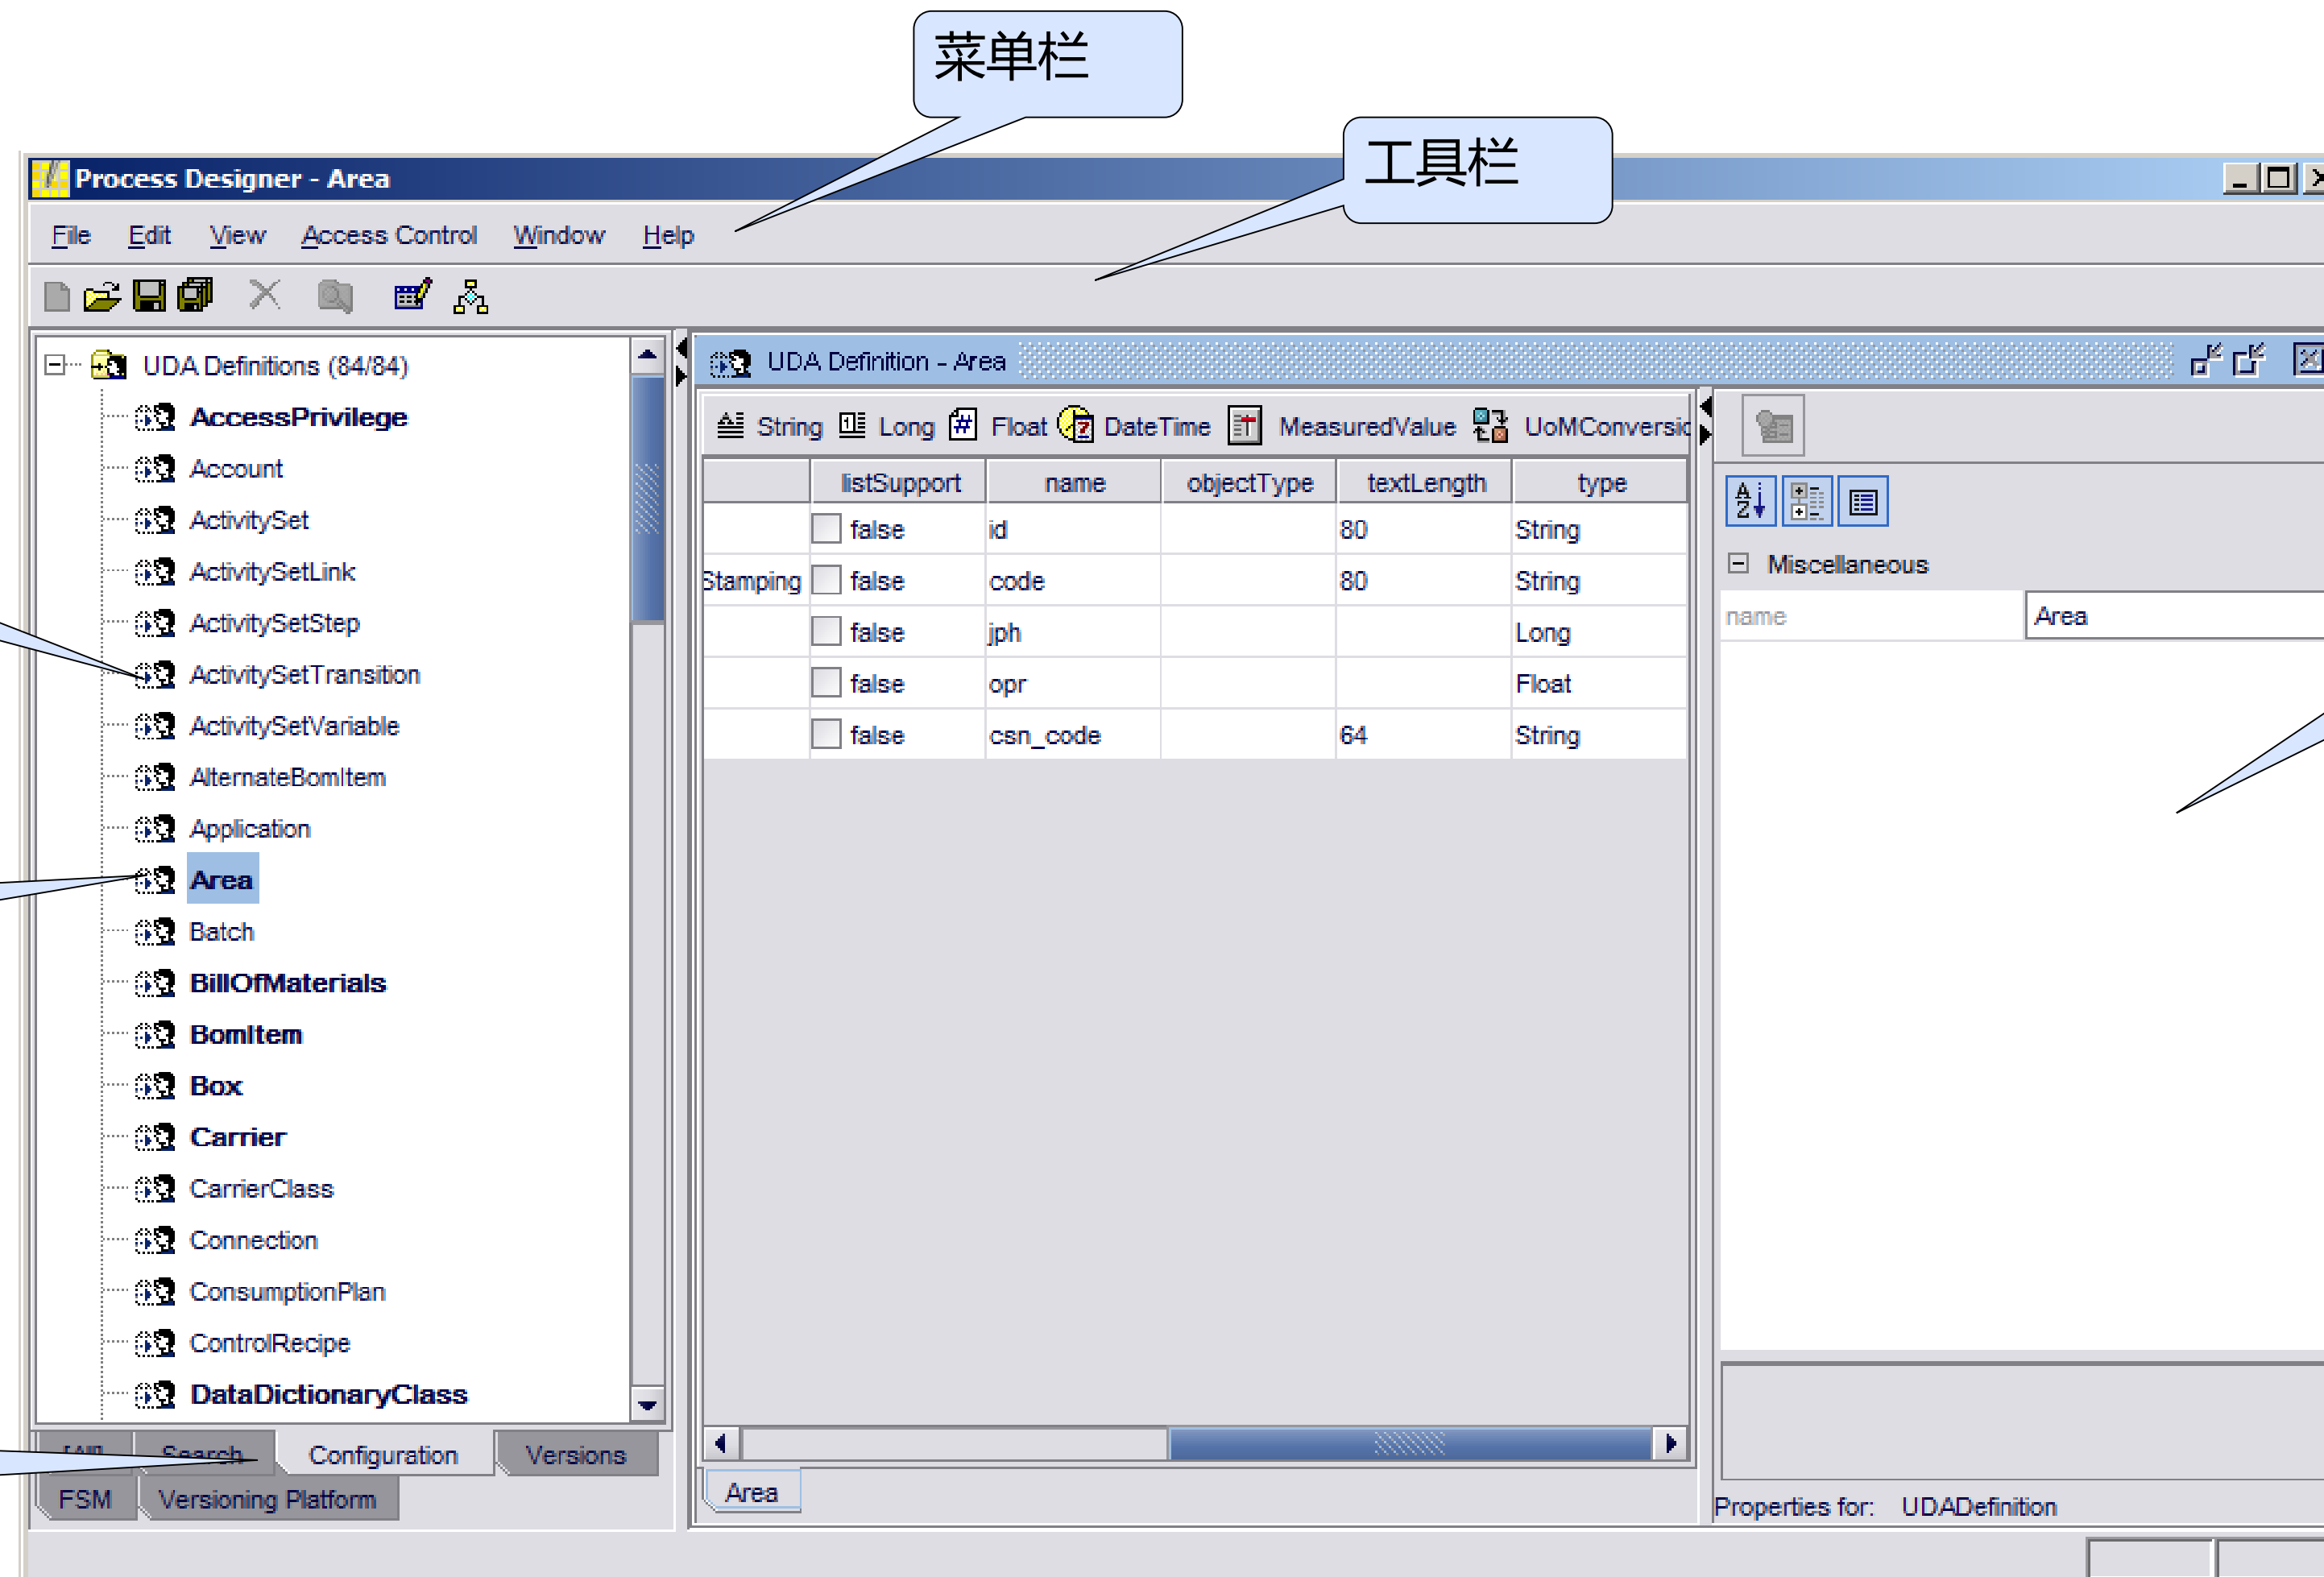 菜单栏
工具栏
Process Designer - Area
File Edit View Access Control Window Help
UDA Definitions (84/84)
AccessPrivilege
Account
ActivitySet
ActivitySetLink
ActivitySetStep
ActivitySetTransition
ActivitySetVariable
AlternateBomItem
Application
Area
Batch
BillOfMaterials
BomItem
Box
Carrier
CarrierClass
Connection
ConsumptionPlan
ControlRecipe
DataDictionaryClass
Search Configuration Versions
FSM Versioning Platform
UDA Definition - Area
String Long Float DateTime MeasuredValue UoMConversio
listSupport name objectType textLength type
false id 80 String
Stamping false code 80 String
false jph Long
false opr Float
false csn_code 64 String
Area
Miscellaneous
name Area
Properties for: UDADefinition